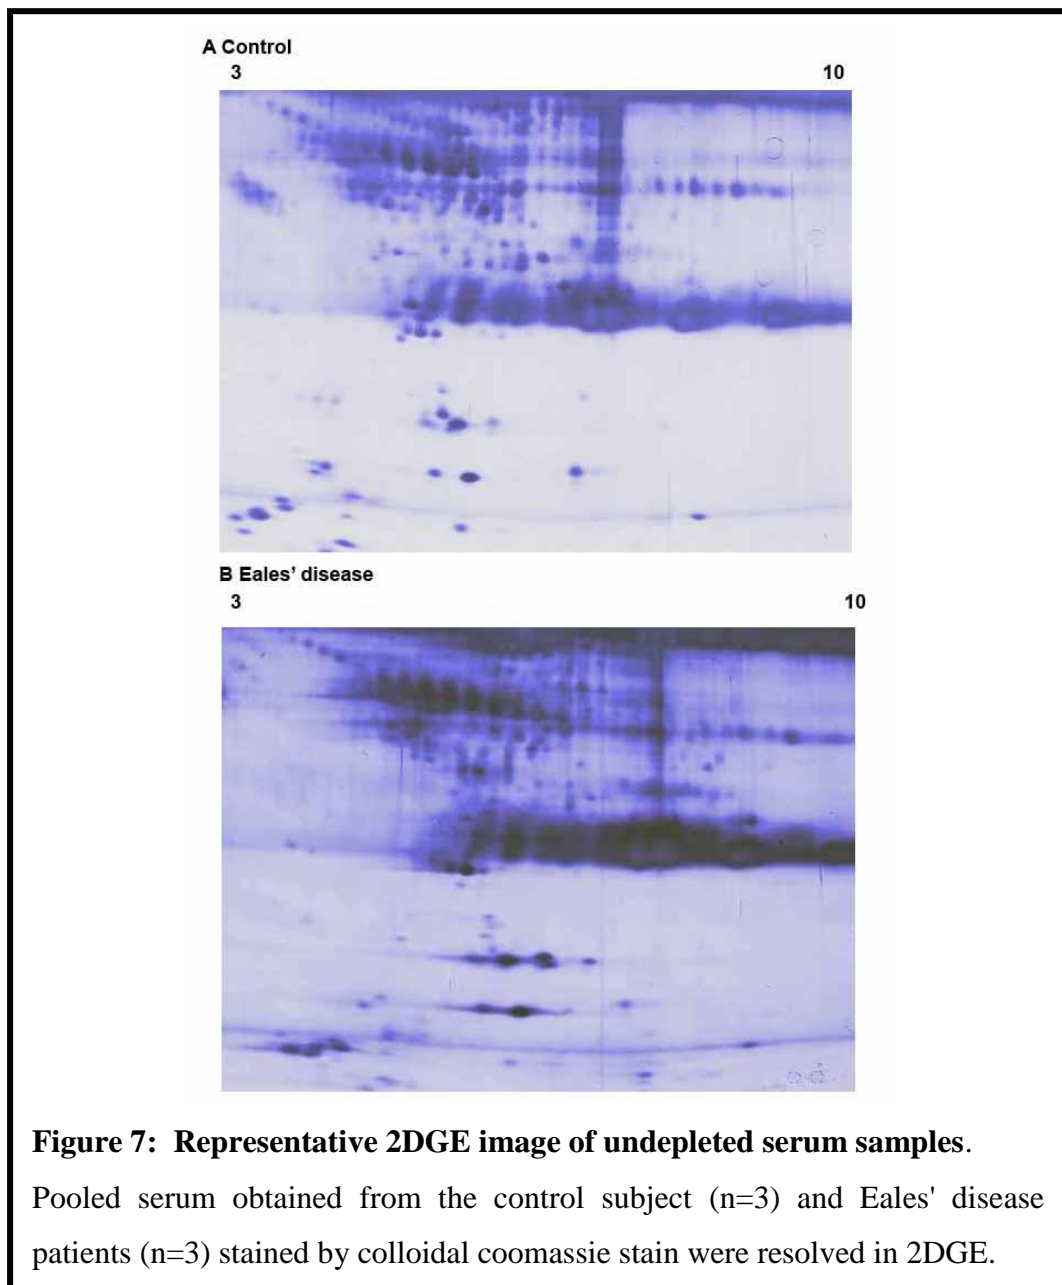 A Control
3 10
B Eales’ disease
3 10
Figure 7: Representative 2DGE image of undepleted serum samples.
Pooled serum obtained from the control subject (n=3) and Eales' disease
patients (n=3) stained by colloidal coomassie stain were resolved in 2DGE.